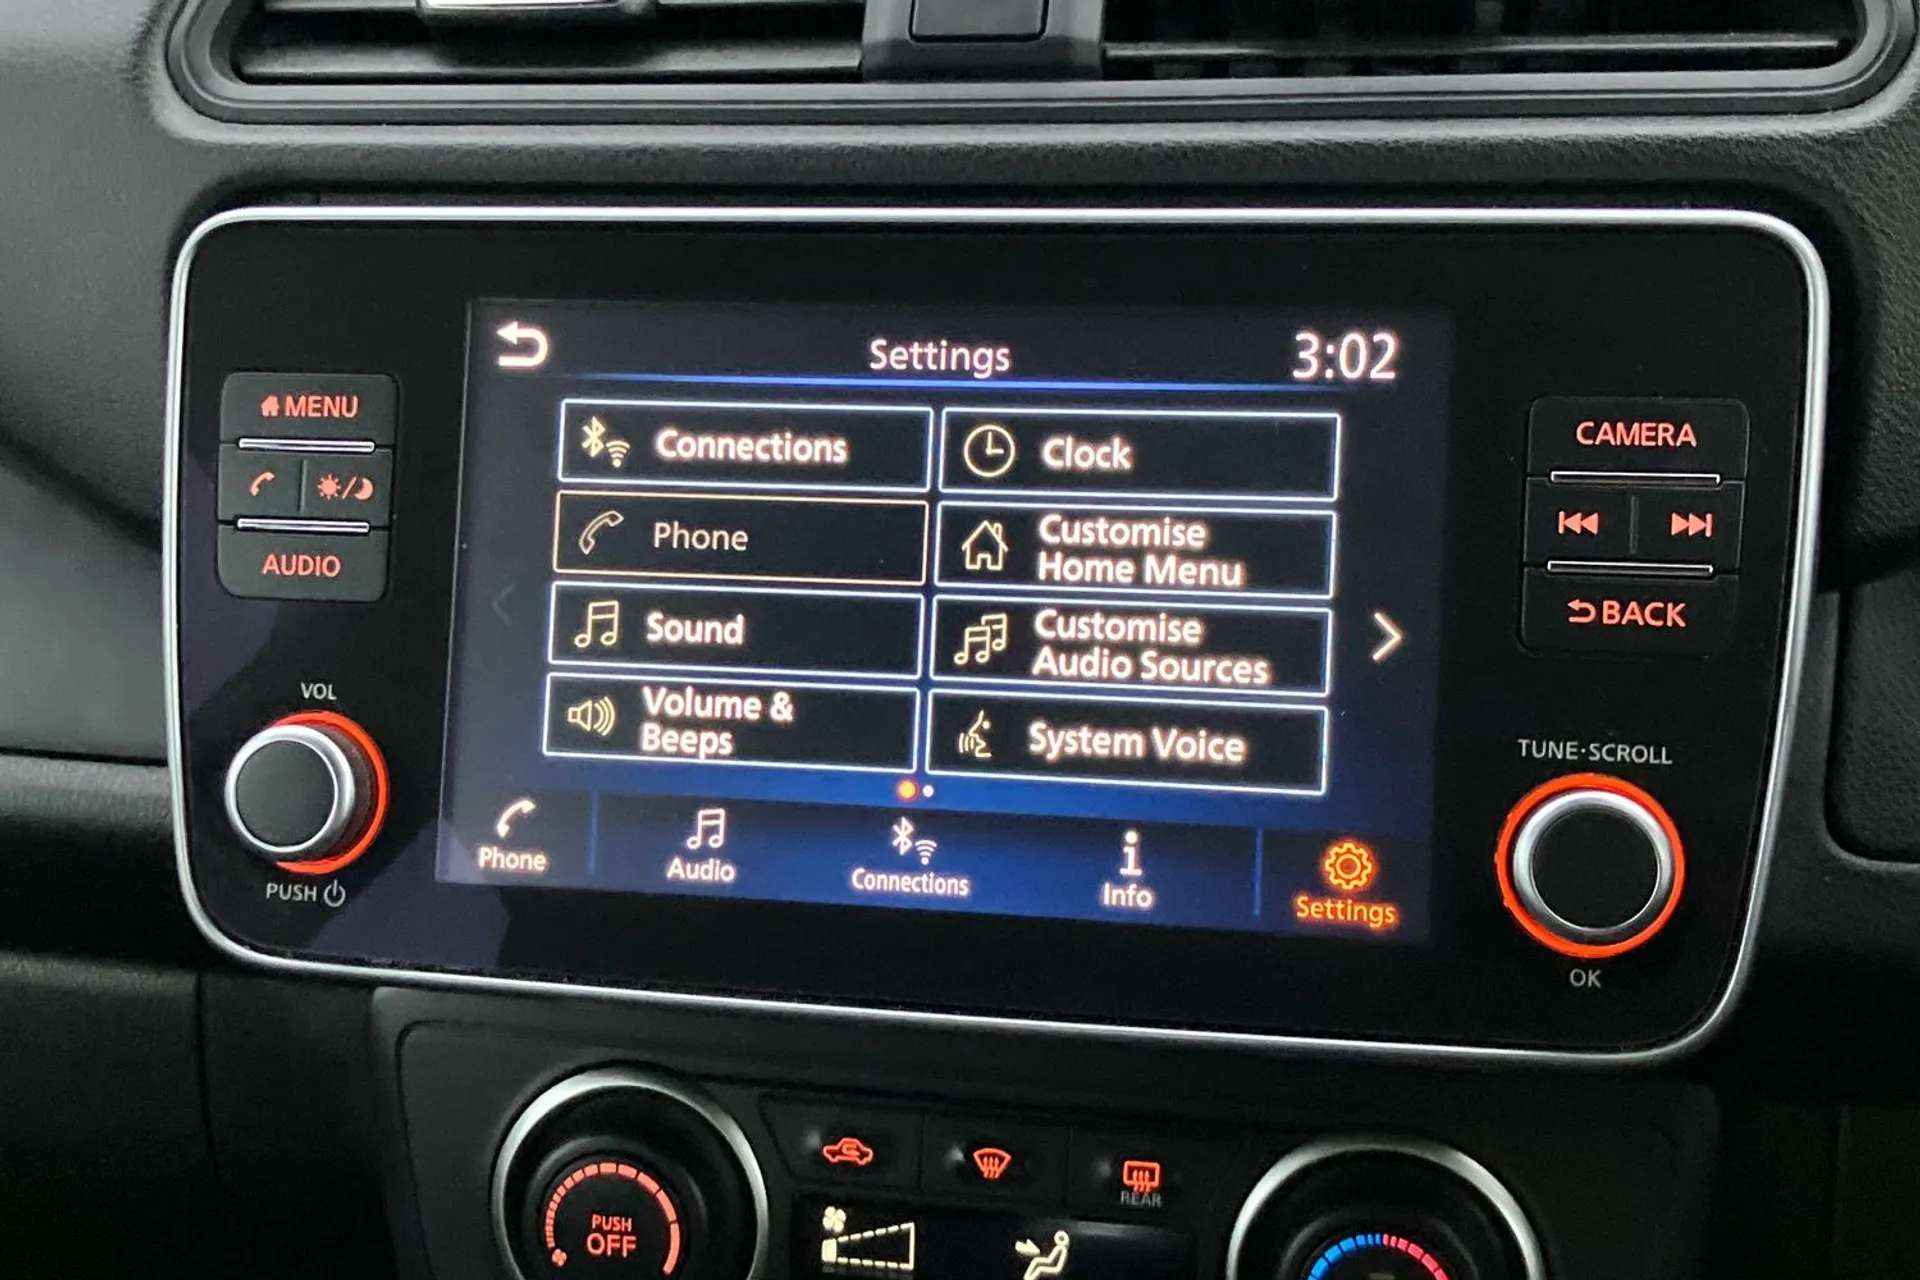 Settings
3:02
MENU
AUDIO
VOL
PUSH
Connections
Clock
Phone
Customise
Home Menu
Sound
Customise
Audio Sources
Volume &
Beeps
System Voice
Phone
Audio
Connections
Info
Settings
CAMERA
BACK
TUNE·SCROLL
OK
PUSH
OFF
REAR